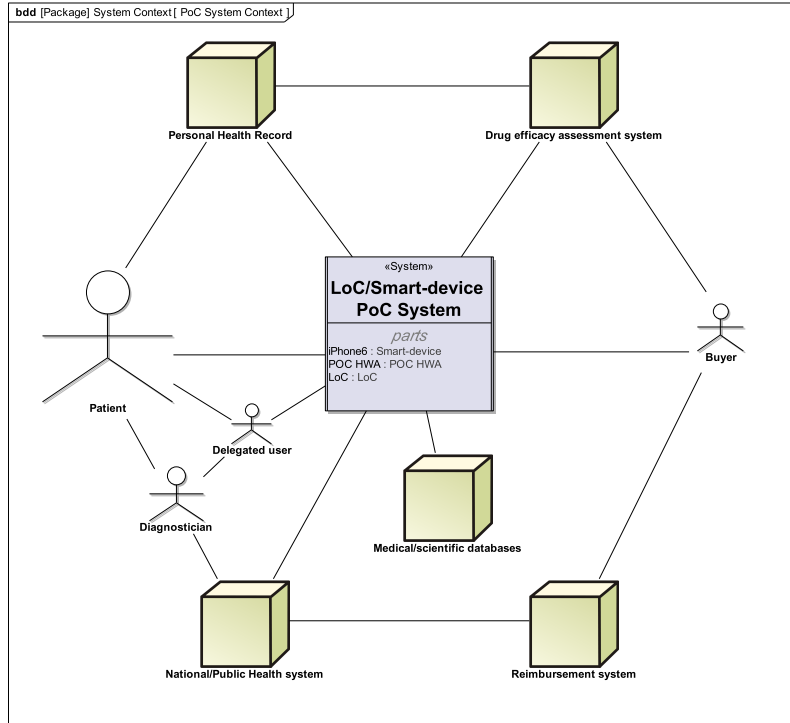 bdd [Package] System Context [ PoC System Context ]
Personal Health Record
Drug efficacy assessment system
«System»
LoC/Smart-device
PoC System
parts
iPhone6 : Smart-device
POC HWA : POC HWA
LoC : LoC
Buyer
Patient
Delegated user
Diagnostician
Medical/scientific databases
National/Public Health system
Reimbursement system